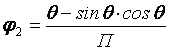 φ₂ = (θ − sin θ · cos θ) / П